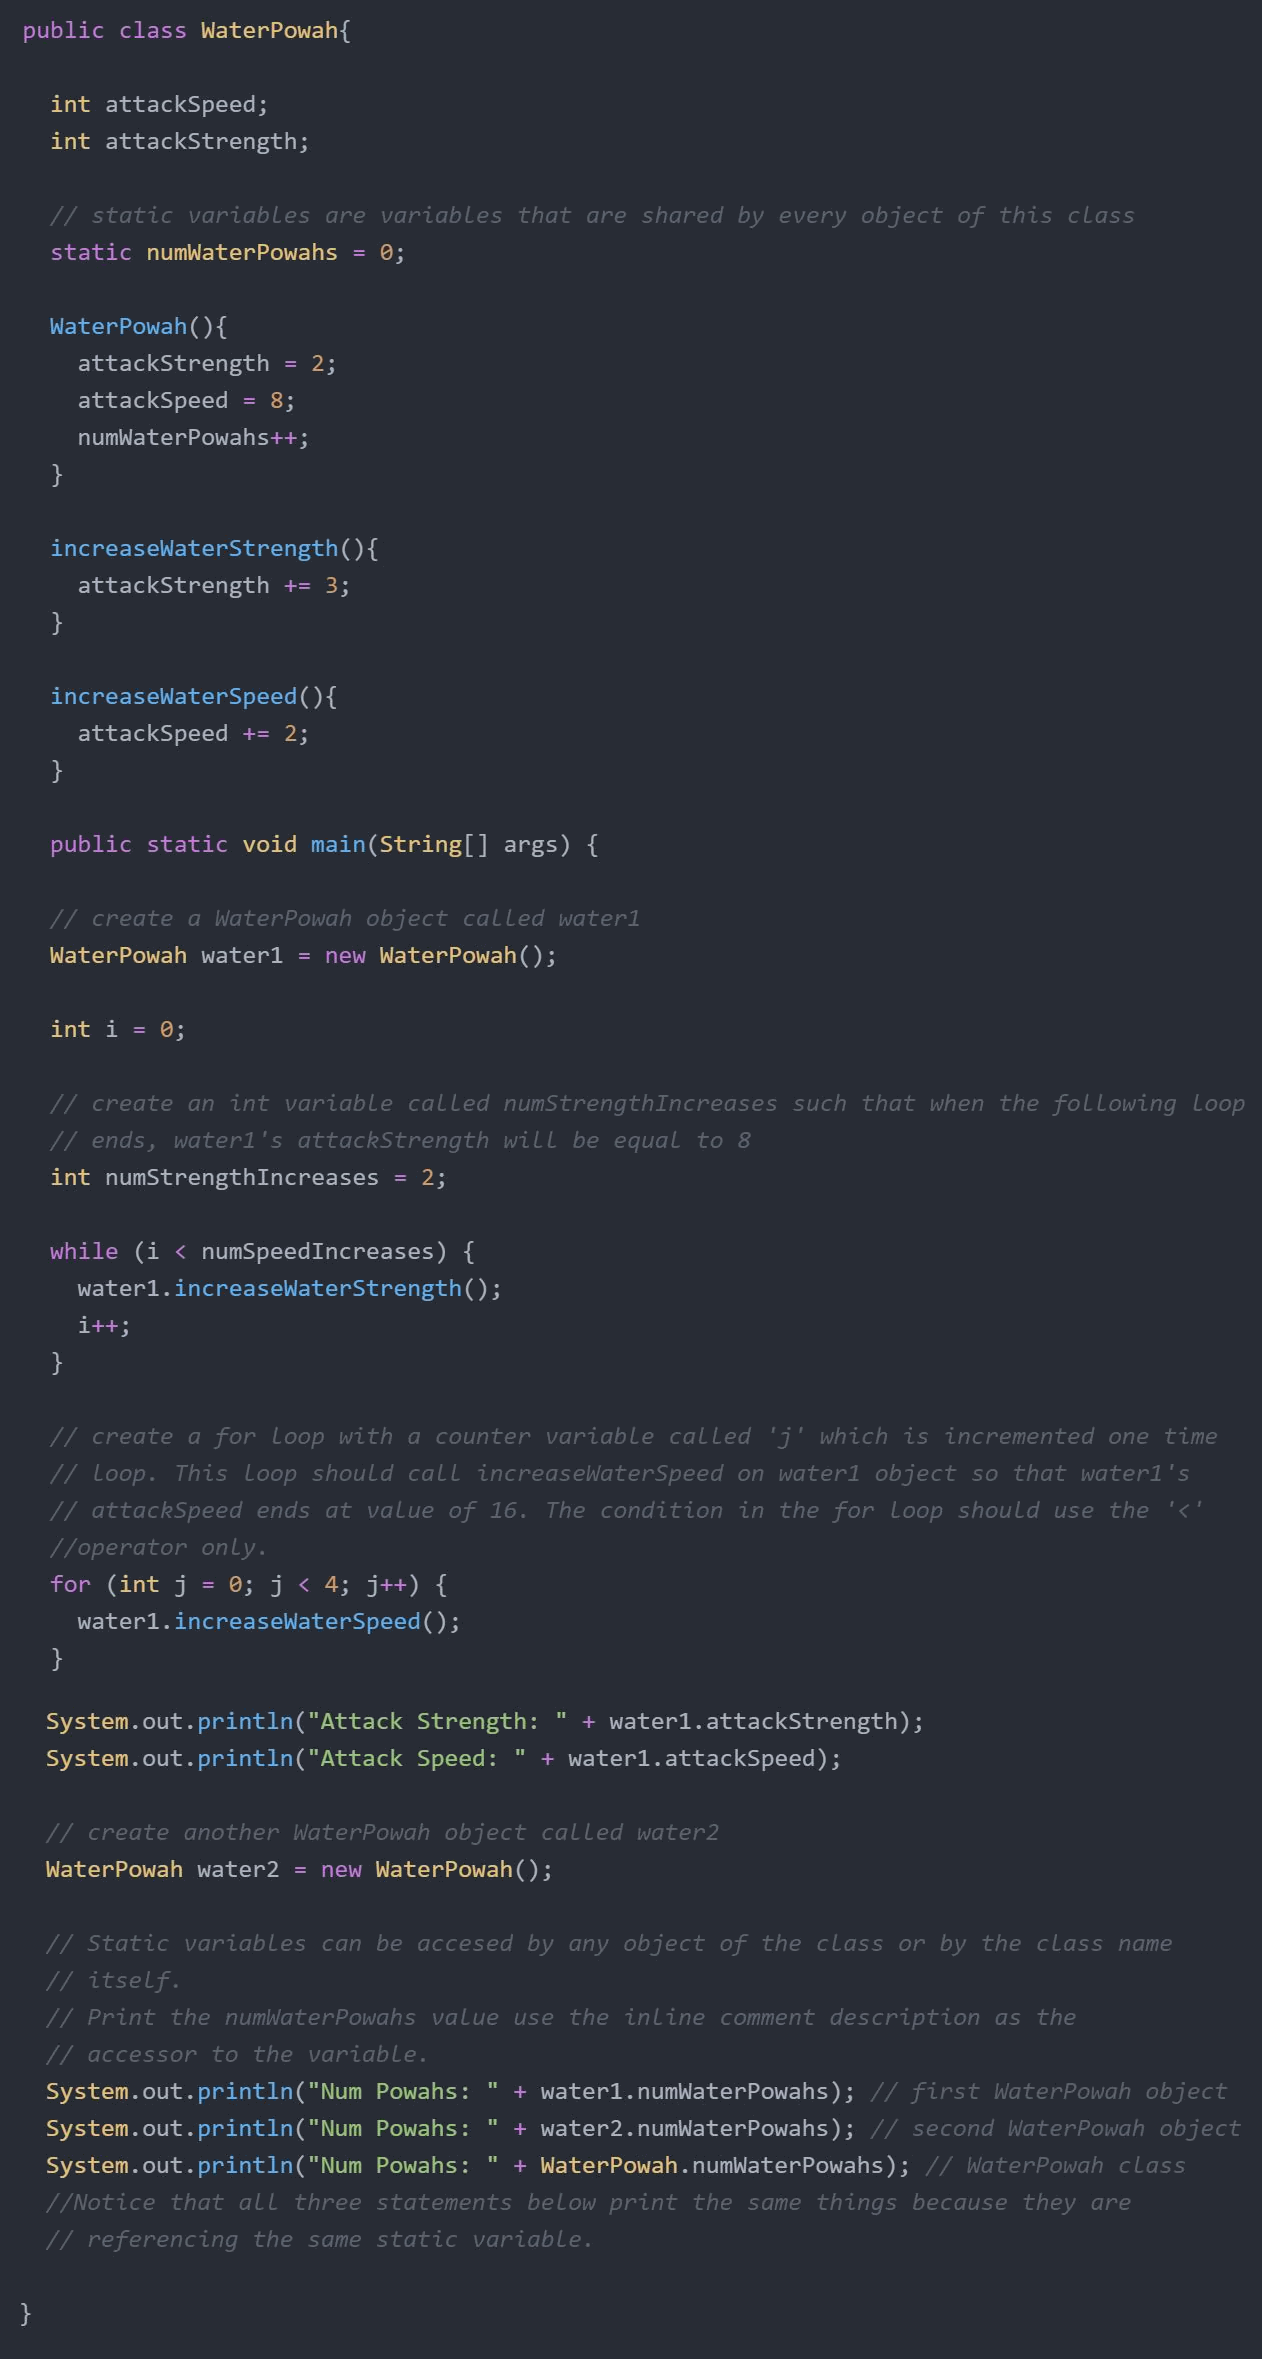 public class WaterPowah{
int attackSpeed;
int attackStrength;
// static variables are variables that are shared by every object of this class
static numWaterPowahs = 0;
WaterPowah(){
attackStrength = 2;
attackSpeed = 8;
numWaterPowahs++;
}
increaseWaterStrength(){
attackStrength += 3;
}
increaseWaterSpeed(){
attackSpeed += 2;
}
public static void main(String[] args) {
// create a WaterPowah object called water1
WaterPowah water1 = new WaterPowah();
int i = 0;
// create an int variable called numStrengthIncreases such that when the following loop
// ends, water1's attackStrength will be equal to 8
int numStrengthIncreases = 2;
while (i < numSpeedIncreases) {
water1.increaseWaterStrength();
i++;
}
// create a for loop with a counter variable called 'j' which is incremented one time
// loop. This loop should call increaseWaterSpeed on water1 object so that water1's
// attackSpeed ends at value of 16. The condition in the for loop should use the '<'
//operator only.
for (int j = 0; j < 4; j++) {
water1.increaseWaterSpeed();
}
System.out.println("Attack Strength: " + water1.attackStrength);
System.out.println("Attack Speed: " + water1.attackSpeed);
// create another WaterPowah object called water2
WaterPowah water2 = new WaterPowah();
// Static variables can be accesed by any object of the class or by the class name
// itself.
// Print the numWaterPowahs value use the inline comment description as the
// accessor to the variable.
System.out.println("Num Powahs: " + water1.numWaterPowahs); // first WaterPowah object
System.out.println("Num Powahs: " + water2.numWaterPowahs); // second WaterPowah object
System.out.println("Num Powahs: " + WaterPowah.numWaterPowahs); // WaterPowah class
//Notice that all three statements below print the same things because they are
// referencing the same static variable.
}